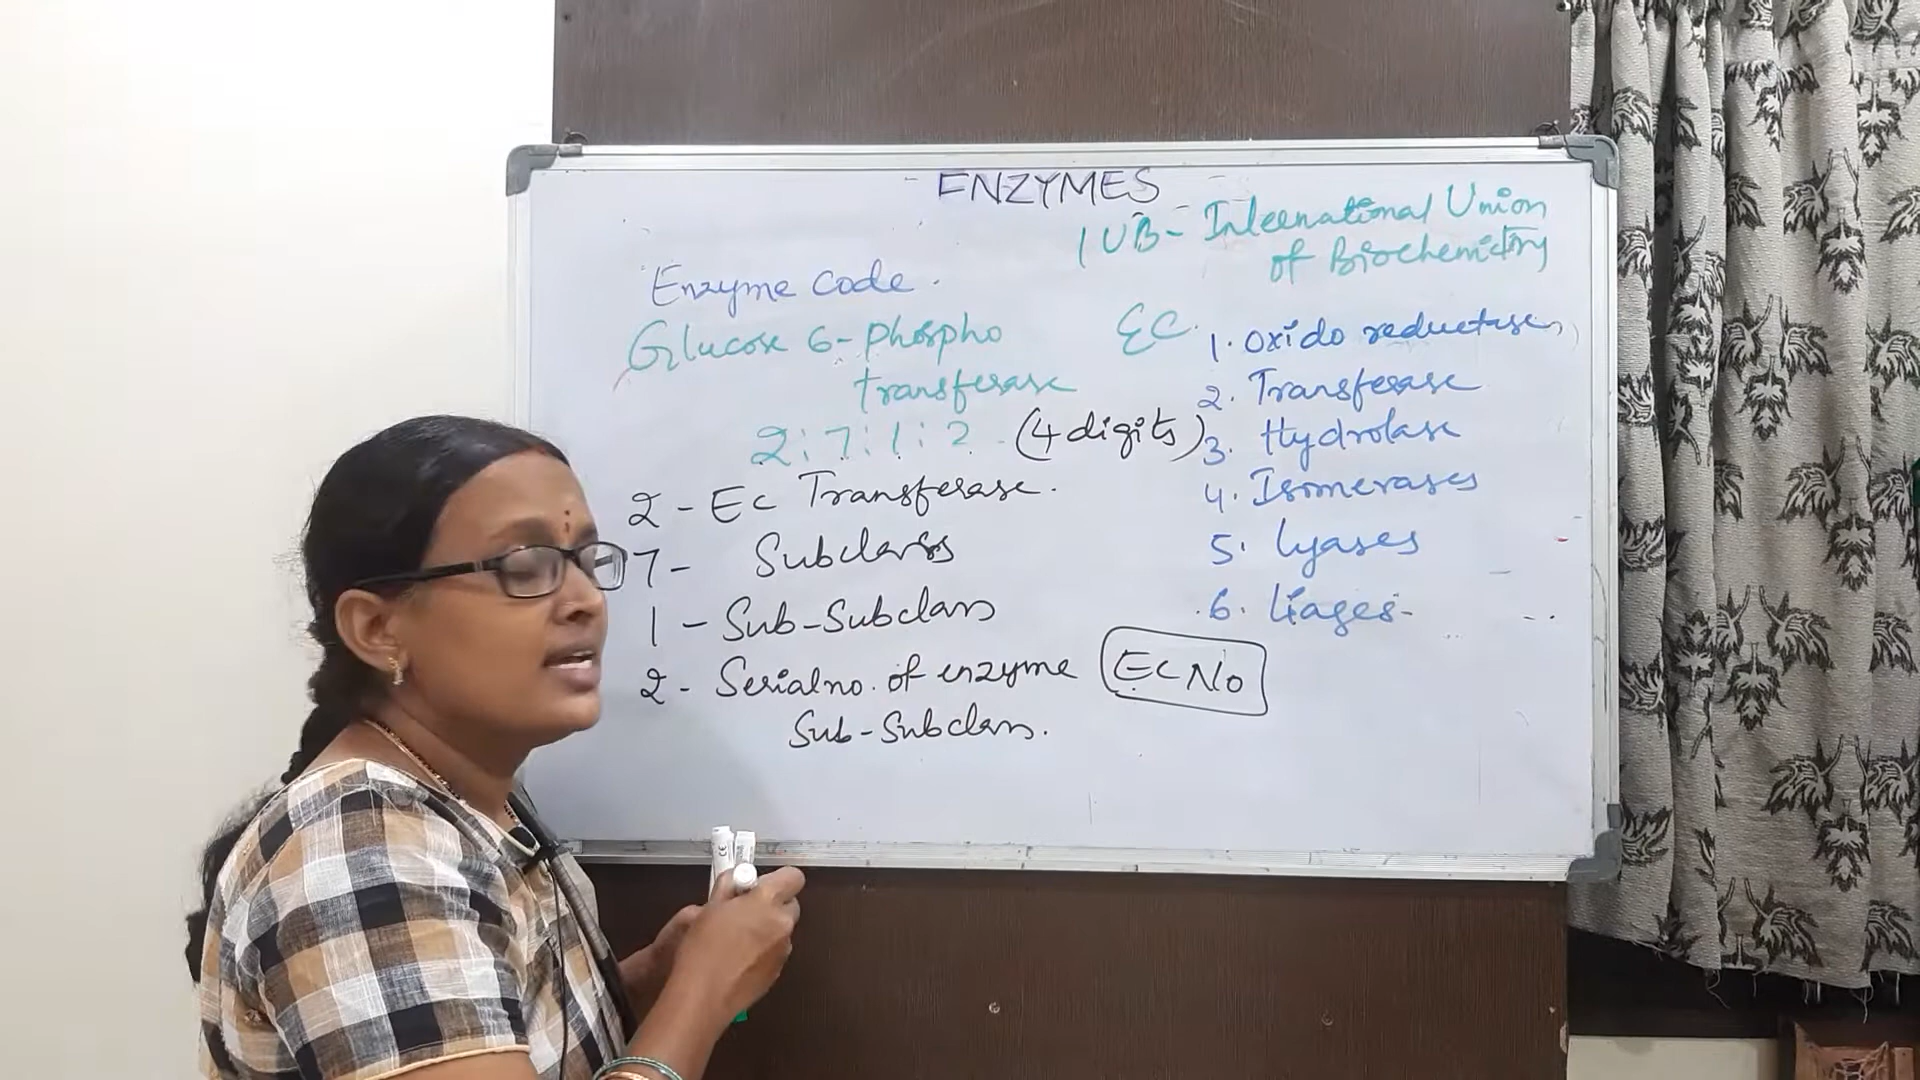 ENZYMES
IUB - International Union
of Biochemistry
Enzyme code.
Glucose 6- phospho
transferase
2:7:1:2 (4 digits)
2 - Ec Transferase.
7 - Subclass
1 - Sub-Subclass
2 - Serial no. of enzyme
Sub-Subclass.
EC.
1. Oxido reductase,
2. Transferase
3. Hydrolase
4. Isomerases
5. lyases
6. liages-
Ec No